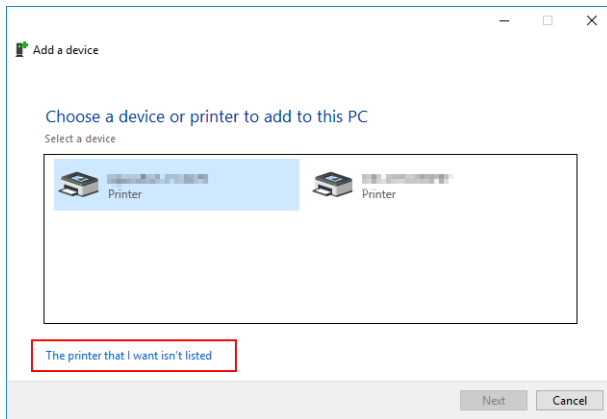 Add a device
Choose a device or printer to add to this PC
Select a device
Printer
Printer
The printer that I want isn't listed
Next
Cancel